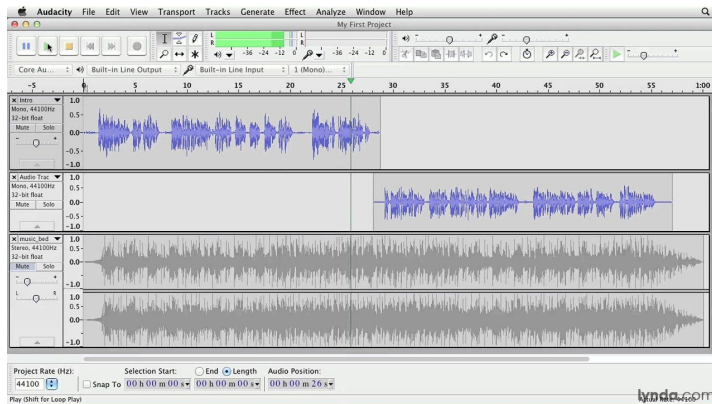 Audacity File Edit View Transport Tracks Generate Effect Analyze Window Help
My First Project
L R -36 -24 -12 0 L R -36 -24 -12 0
Core Au... Built-in Line Output Built-in Line Input 1 (Mono)...
-5 0 5 10 15 20 25 30 35 40 45 50 55 1:00
Intro
Mono, 44100Hz
32-bit float
Mute Solo
- +
1.0
0.5
0.0
-0.5
-1.0
Audio Trac
Mono, 44100Hz
32-bit float
Mute Solo
1.0
0.5
0.0
-0.5
-1.0
music_bed
Stereo, 44100Hz
32-bit float
Mute Solo
- +
L R
1.0
0.5
0.0
-1.0
1.0
0.5
0.0
-1.0
Project Rate (Hz): Selection Start: End Length Audio Position:
44100 Snap To 00 h 00 m 00 s 00 h 00 m 00 s 00 h 00 m 26 s
Play (Shift for Loop Play)
lynda.com